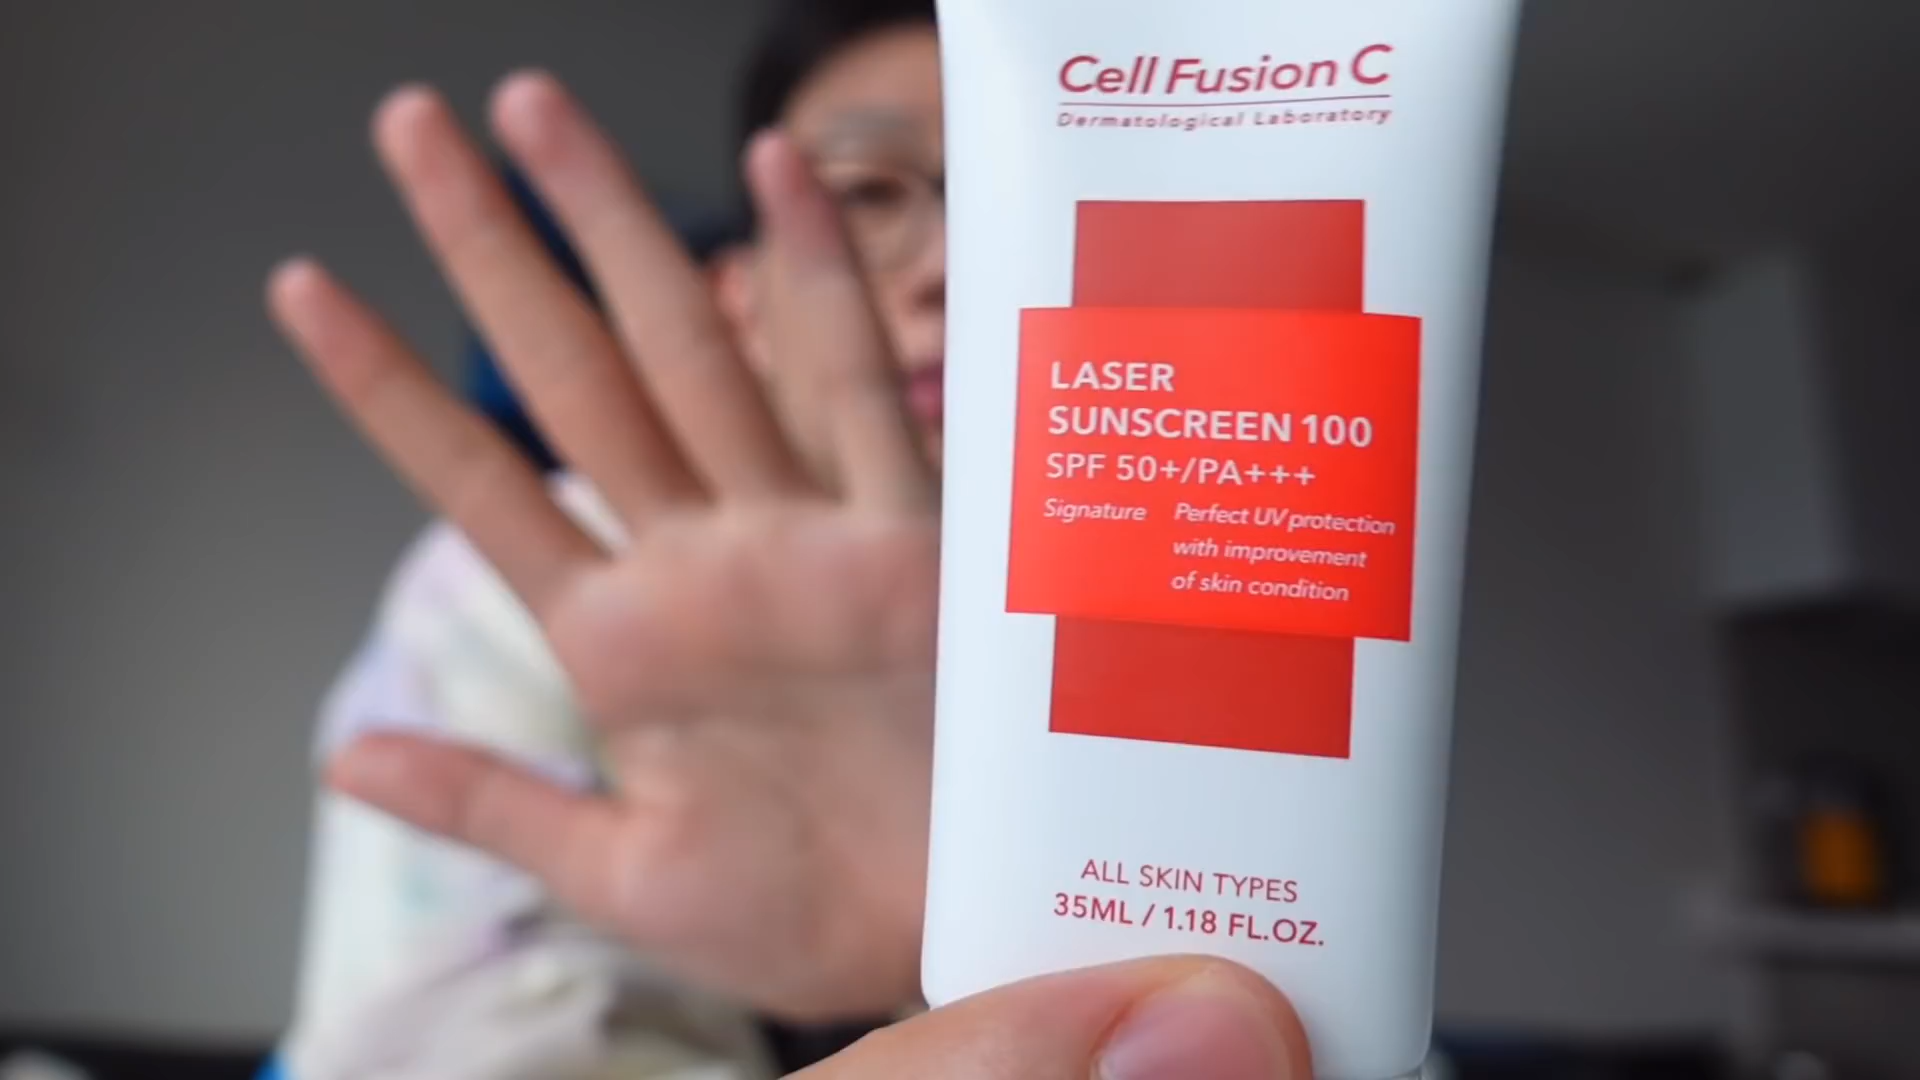 Cell Fusion C
Dermatological Laboratory
LASER
SUNSCREEN 100
SPF 50+/PA+++
Signature Perfect UV protection
with improvement
of skin condition
ALL SKIN TYPES
35ML / 1.18 FL.OZ.